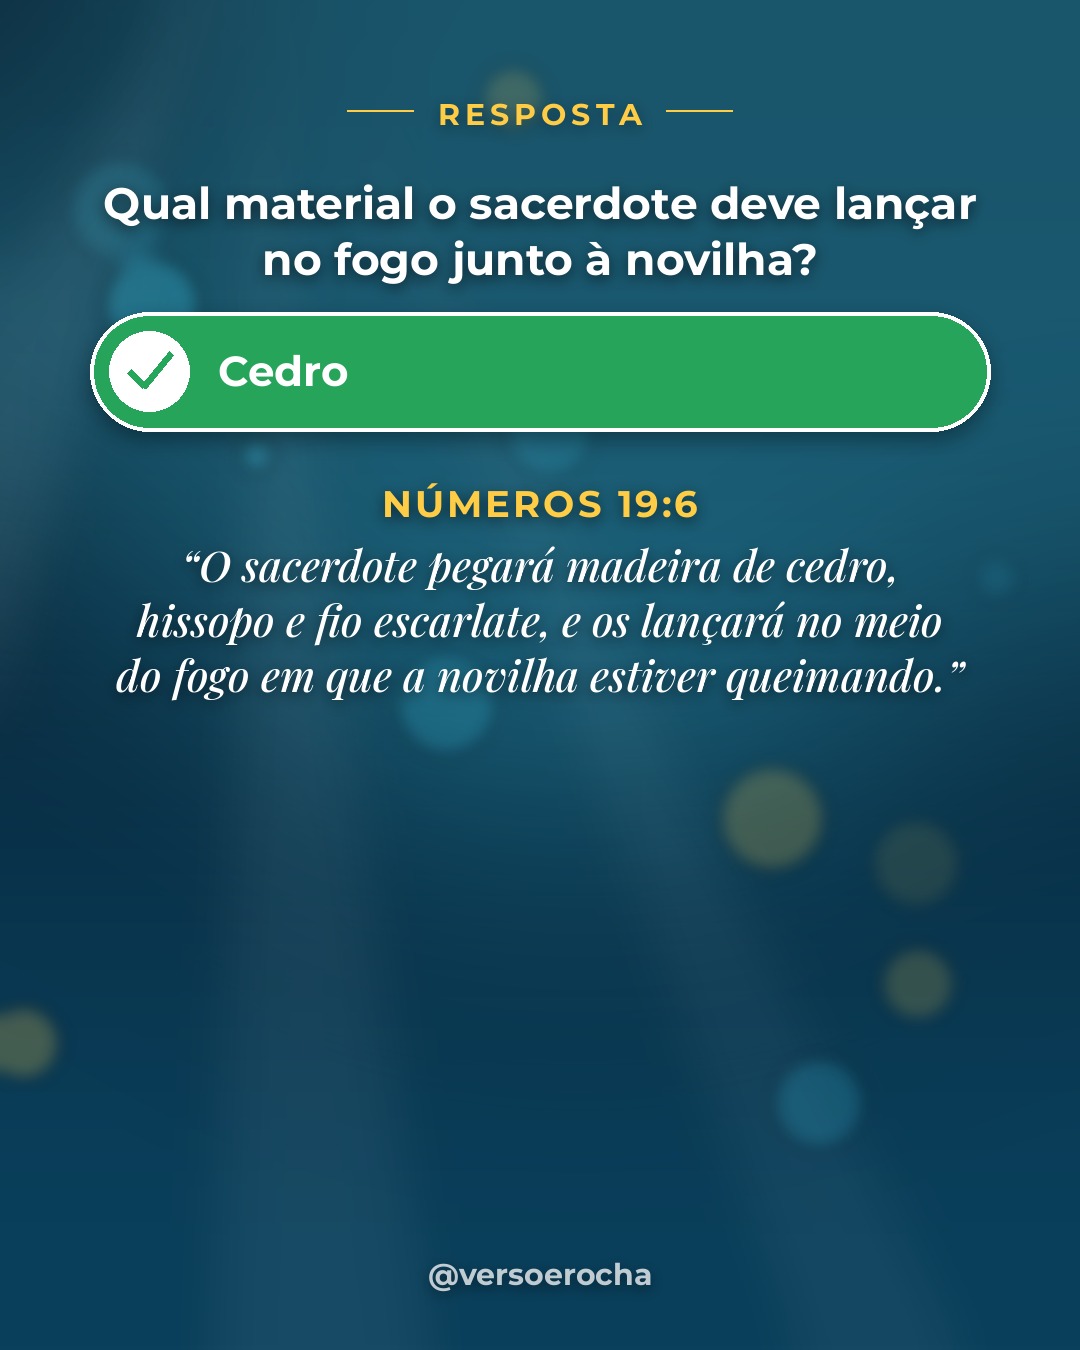 RESPOSTA
Qual material o sacerdote deve lançar
no fogo junto à novilha?
Cedro
NÚMEROS 19:6
“O sacerdote pegará madeira de cedro,
hissopo e fio escarlate, e os lançará no meio
do fogo em que a novilha estiver queimando.”
@versoerocha